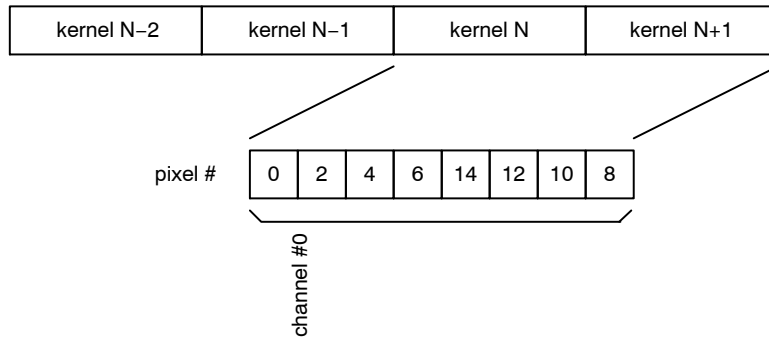 kernel N−2 kernel N−1 kernel N kernel N+1
pixel # 0 2 4 6 14 12 10 8
channel #0